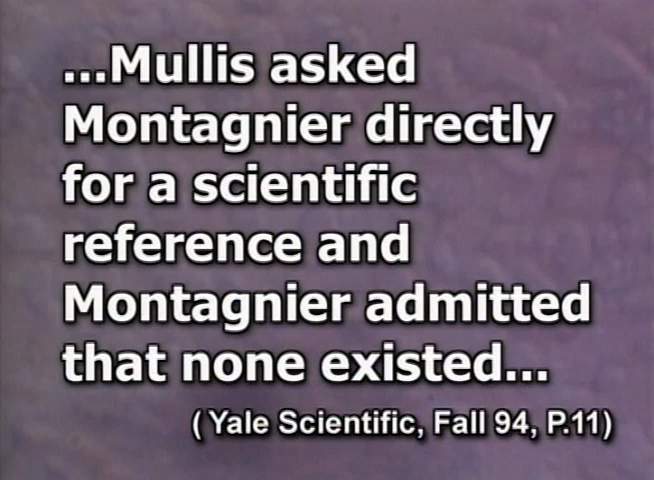 ...Mullis asked
Montagnier directly
for a scientific
reference and
Montagnier admitted
that none existed...
( Yale Scientific, Fall 94, P.11)